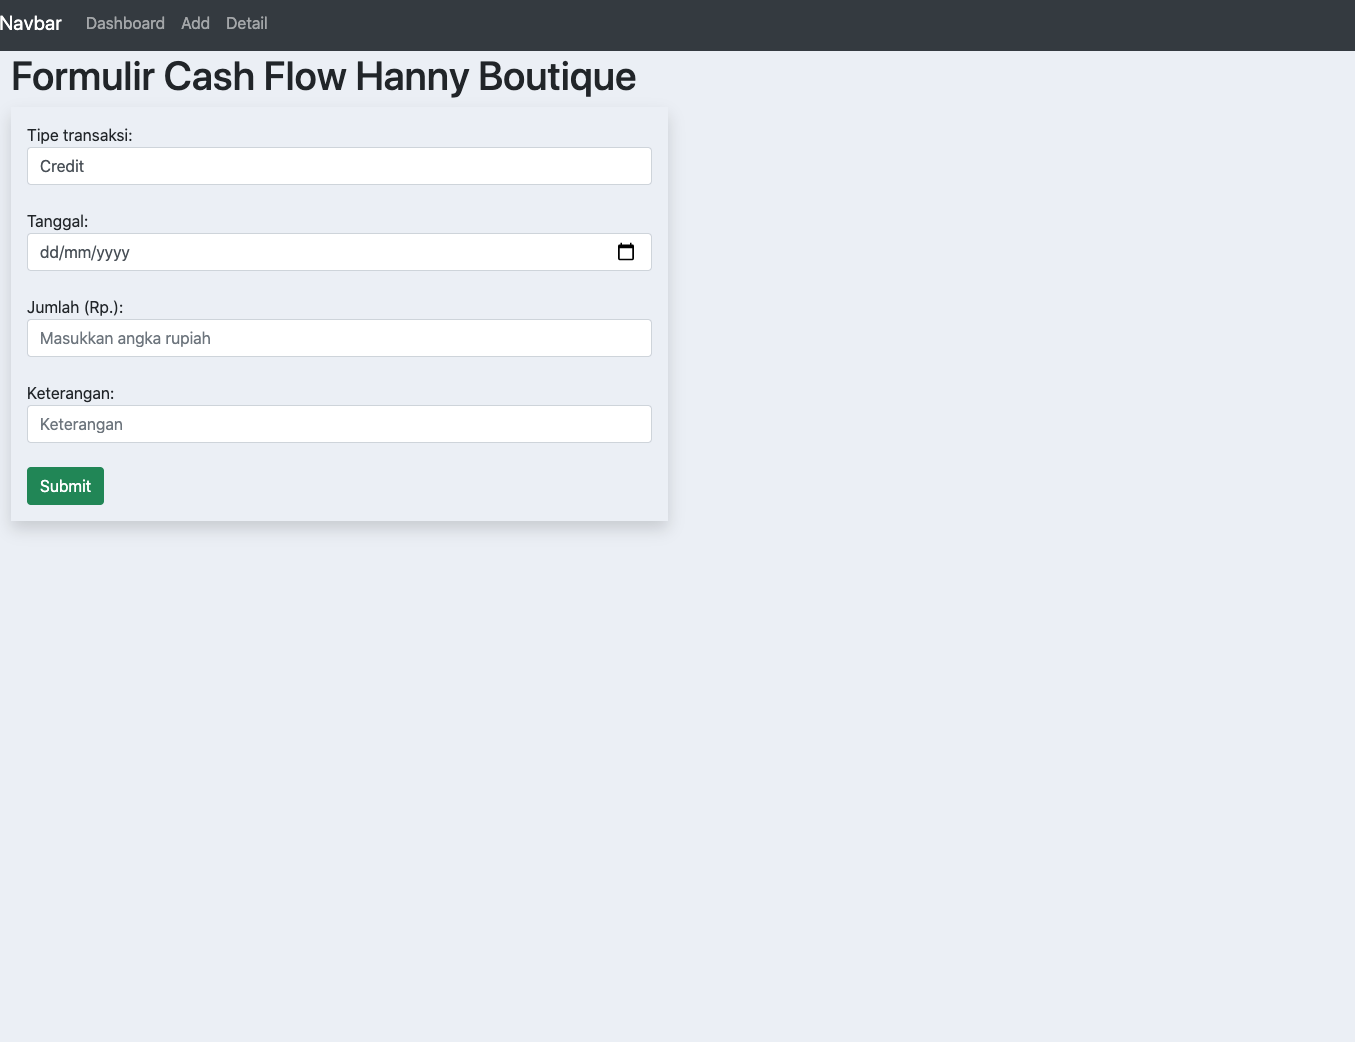 Navbar Dashboard Add Detail
Formulir Cash Flow Hanny Boutique
Tipe transaksi:
Credit
Tanggal:
dd/mm/yyyy
Jumlah (Rp.):
Masukkan angka rupiah
Keterangan:
Keterangan
Submit